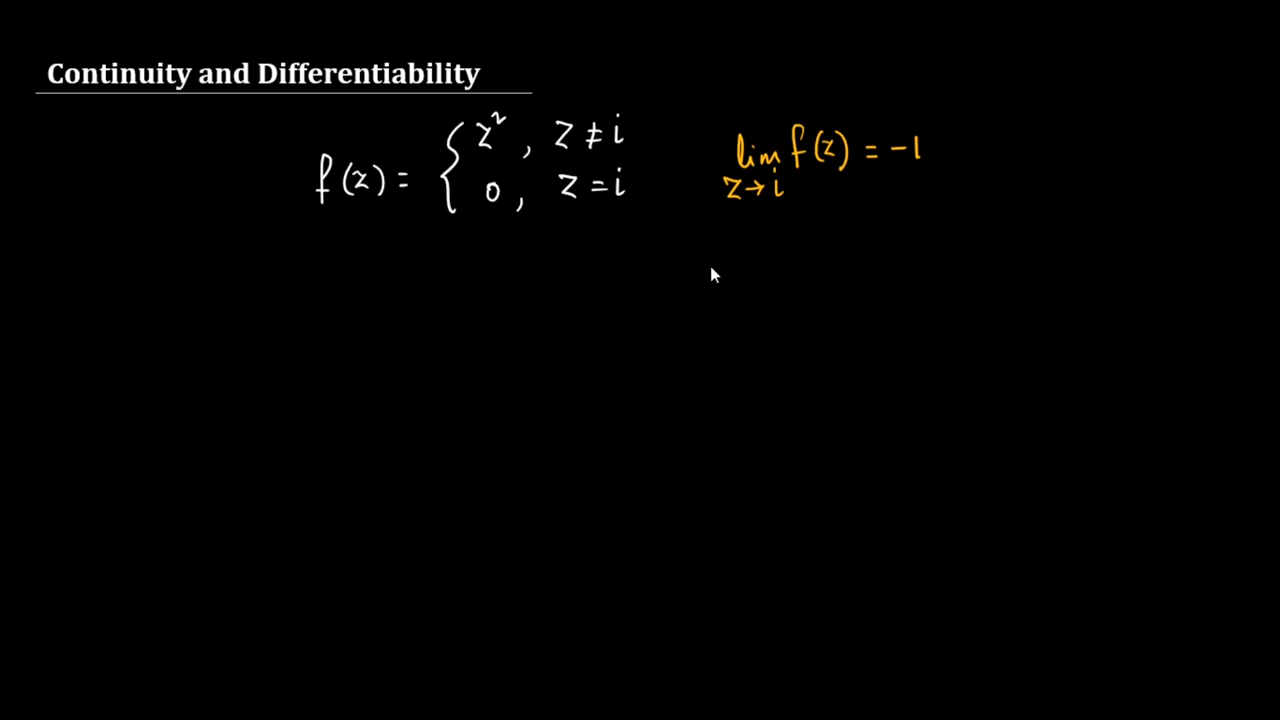 Continuity and Differentiability
f(z) = { z², z ≠ i
0, z = i
lim f(z) = -1
z→i